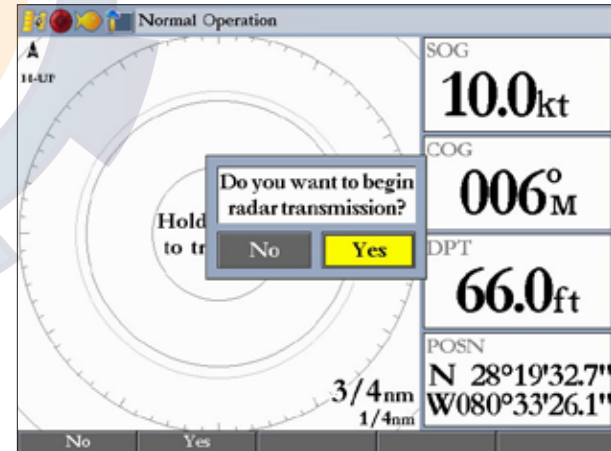 Normal Operation
H-UP
SOG
10.0kt
COG
006°M
DPT
66.0ft
POSN
N 28°19'32.7"
W080°33'26.1"
Do you want to begin
radar transmission?
No Yes
Hold
to tr
3/4nm
1/4nm
No Yes